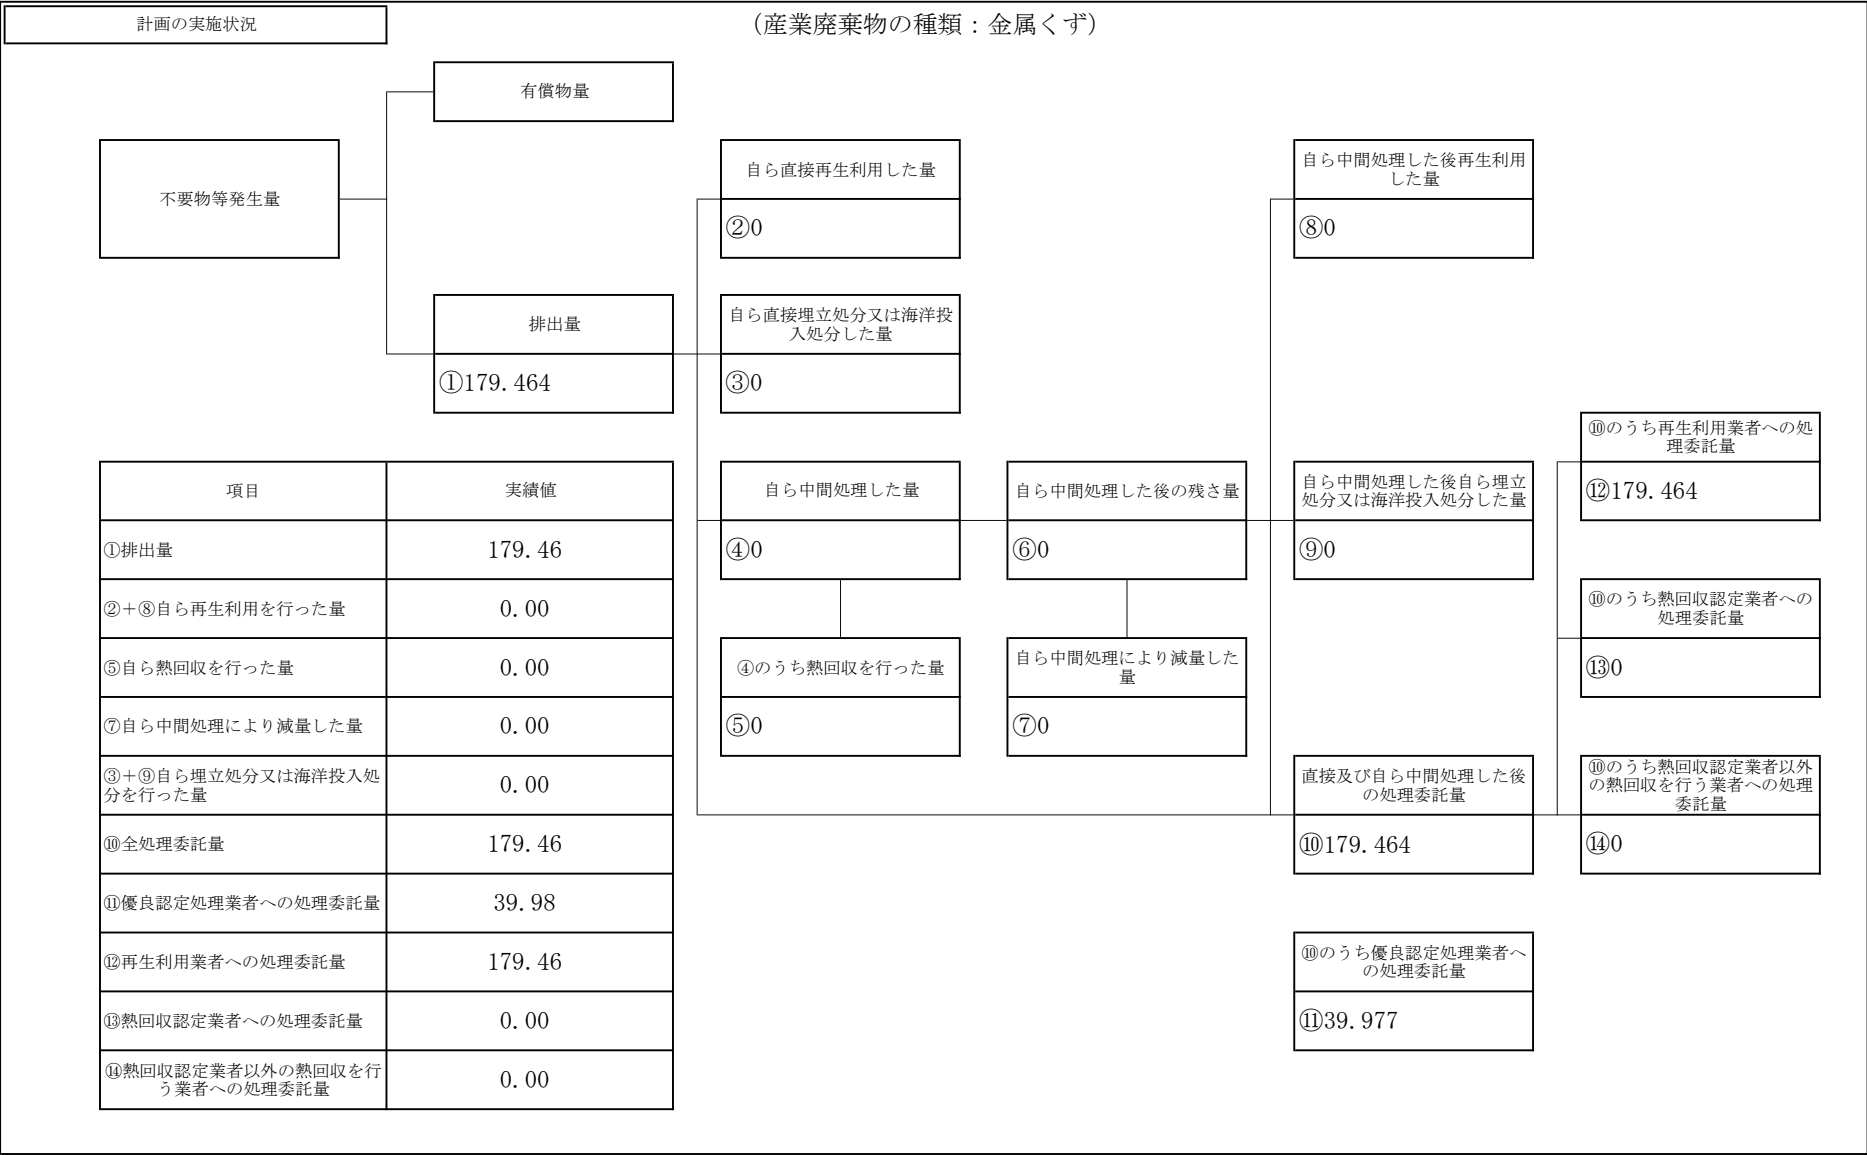 計画の実施状況
（産業廃棄物の種類：金属くず）
有償物量
不要物等発生量
自ら直接再生利用した量
②0
自ら中間処理した後再生利用
した量
⑧0
排出量
①179.464
自ら直接埋立処分又は海洋投
入処分した量
③0
⑩のうち再生利用業者への処
理委託量
⑫179.464
自ら中間処理した量
④0
自ら中間処理した後の残さ量
⑥0
自ら中間処理した後自ら埋立
処分又は海洋投入処分した量
⑨0
⑩のうち熱回収認定業者への
処理委託量
⑬0
④のうち熱回収を行った量
⑤0
自ら中間処理により減量した
量
⑦0
直接及び自ら中間処理した後
の処理委託量
⑩179.464
⑩のうち熱回収認定業者以外
の熱回収を行う業者への処理
委託量
⑭0
⑩のうち優良認定処理業者へ
の処理委託量
⑪39.977
項目 実績値
①排出量 179.46
②＋⑧自ら再生利用を行った量 0.00
⑤自ら熱回収を行った量 0.00
⑦自ら中間処理により減量した量 0.00
③＋⑨自ら埋立処分又は海洋投入処
分を行った量 0.00
⑩全処理委託量 179.46
⑪優良認定処理業者への処理委託量 39.98
⑫再生利用業者への処理委託量 179.46
⑬熱回収認定業者への処理委託量 0.00
⑭熱回収認定業者以外の熱回収を行
う業者への処理委託量 0.00